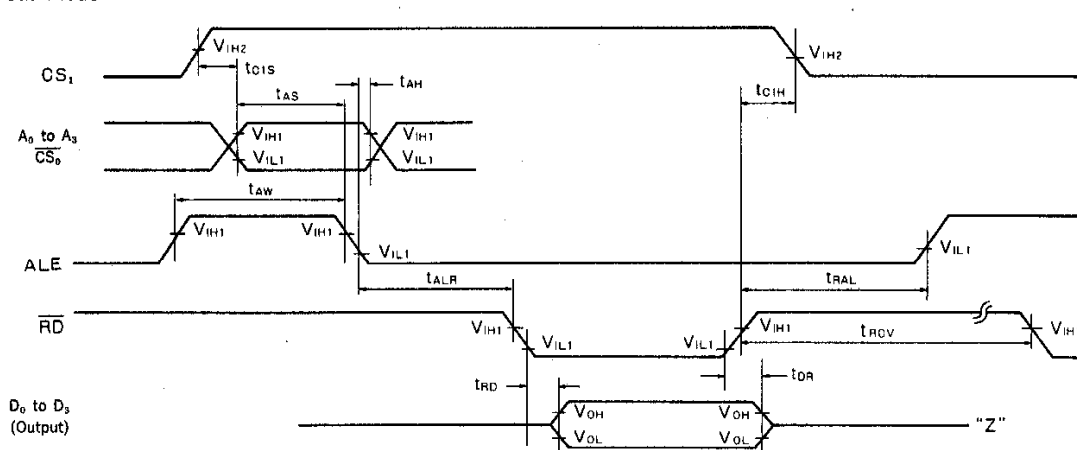 VIH2
VIH2
CS1
tC1S
tAH
tC1H
tAS
A0 to A3
CS0
VIH1
VIL1
VIH1
VIL1
tAW
VIH1
VIH1
VIL1
VIL1
ALE
tALR
tRAL
RD
VIH1
VIL1
VIL1
VIH1
tRCV
VIH
tRD
tDR
D0 to D3
(Output)
VOH
VOL
VOH
VOL
"Z"